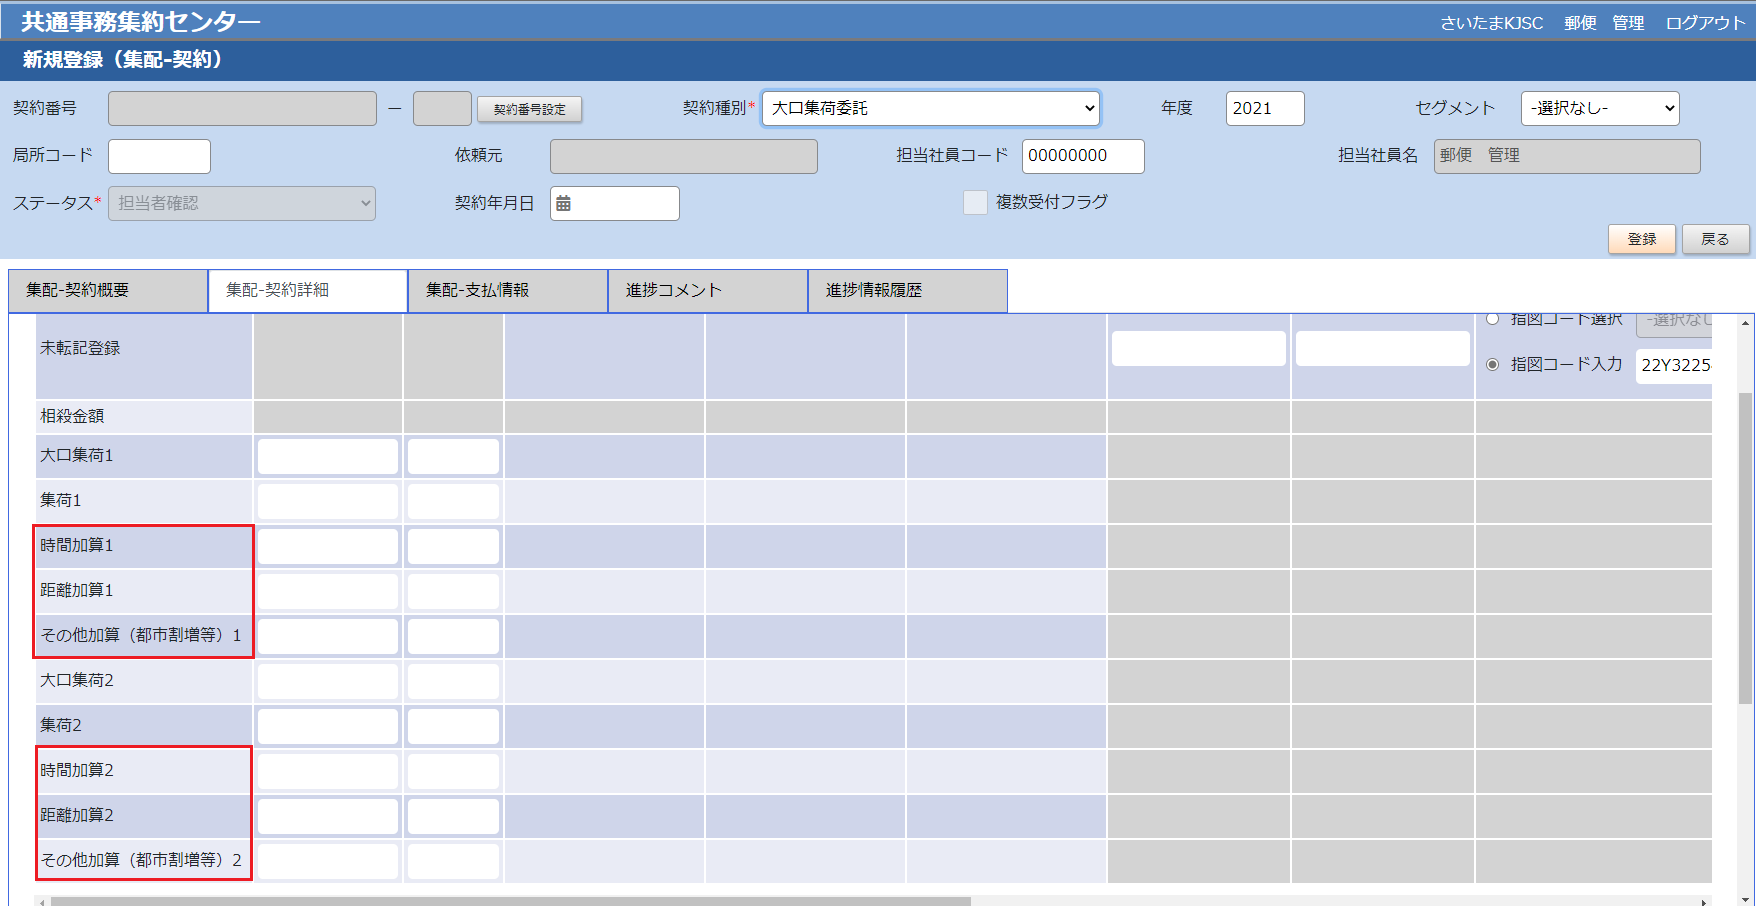 共通事務集約センター
さいたまKJSC 郵便 管理 ログアウト
新規登録（集配-契約）
契約番号 － 契約番号設定 契約種別* 大口集荷委託 年度 2021 セグメント -選択なし-
局所コード 依頼元 担当社員コード 00000000 担当社員名 郵便 管理
ステータス* 担当者確認 契約年月日 複数受付フラグ
登録 戻る
集配-契約概要 集配-契約詳細 集配-支払情報 進捗コメント 進捗情報履歴
指図コード選択 -選択なし
未転記登録
指図コード入力 22Y3225
相殺金額
大口集荷1
集荷1
時間加算1
距離加算1
その他加算（都市割増等）1
大口集荷2
集荷2
時間加算2
距離加算2
その他加算（都市割増等）2